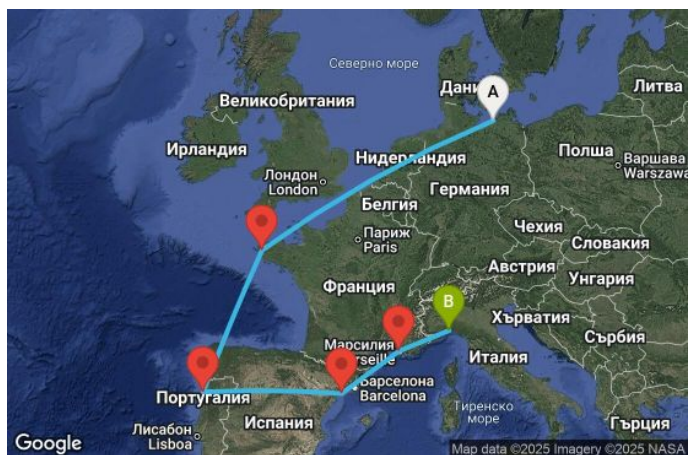 Северно море
Дани
Литва
Великобритания
Ирландия
Лондон
London
Нидерландия
Полша
Варшава
Warszawa
Белгия
Германия
Париж
Paris
Чехия
Словакия
Австрия
Унгария
Франция
Хърватия
Сърбия
Марсилия
Италия
Барселона
Barcelona
Португалия
Испания
Тиренско
море
Гърция
Лисабон
Lisboa
A
B
Google
Map data ©2025 Imagery ©2025 NASA